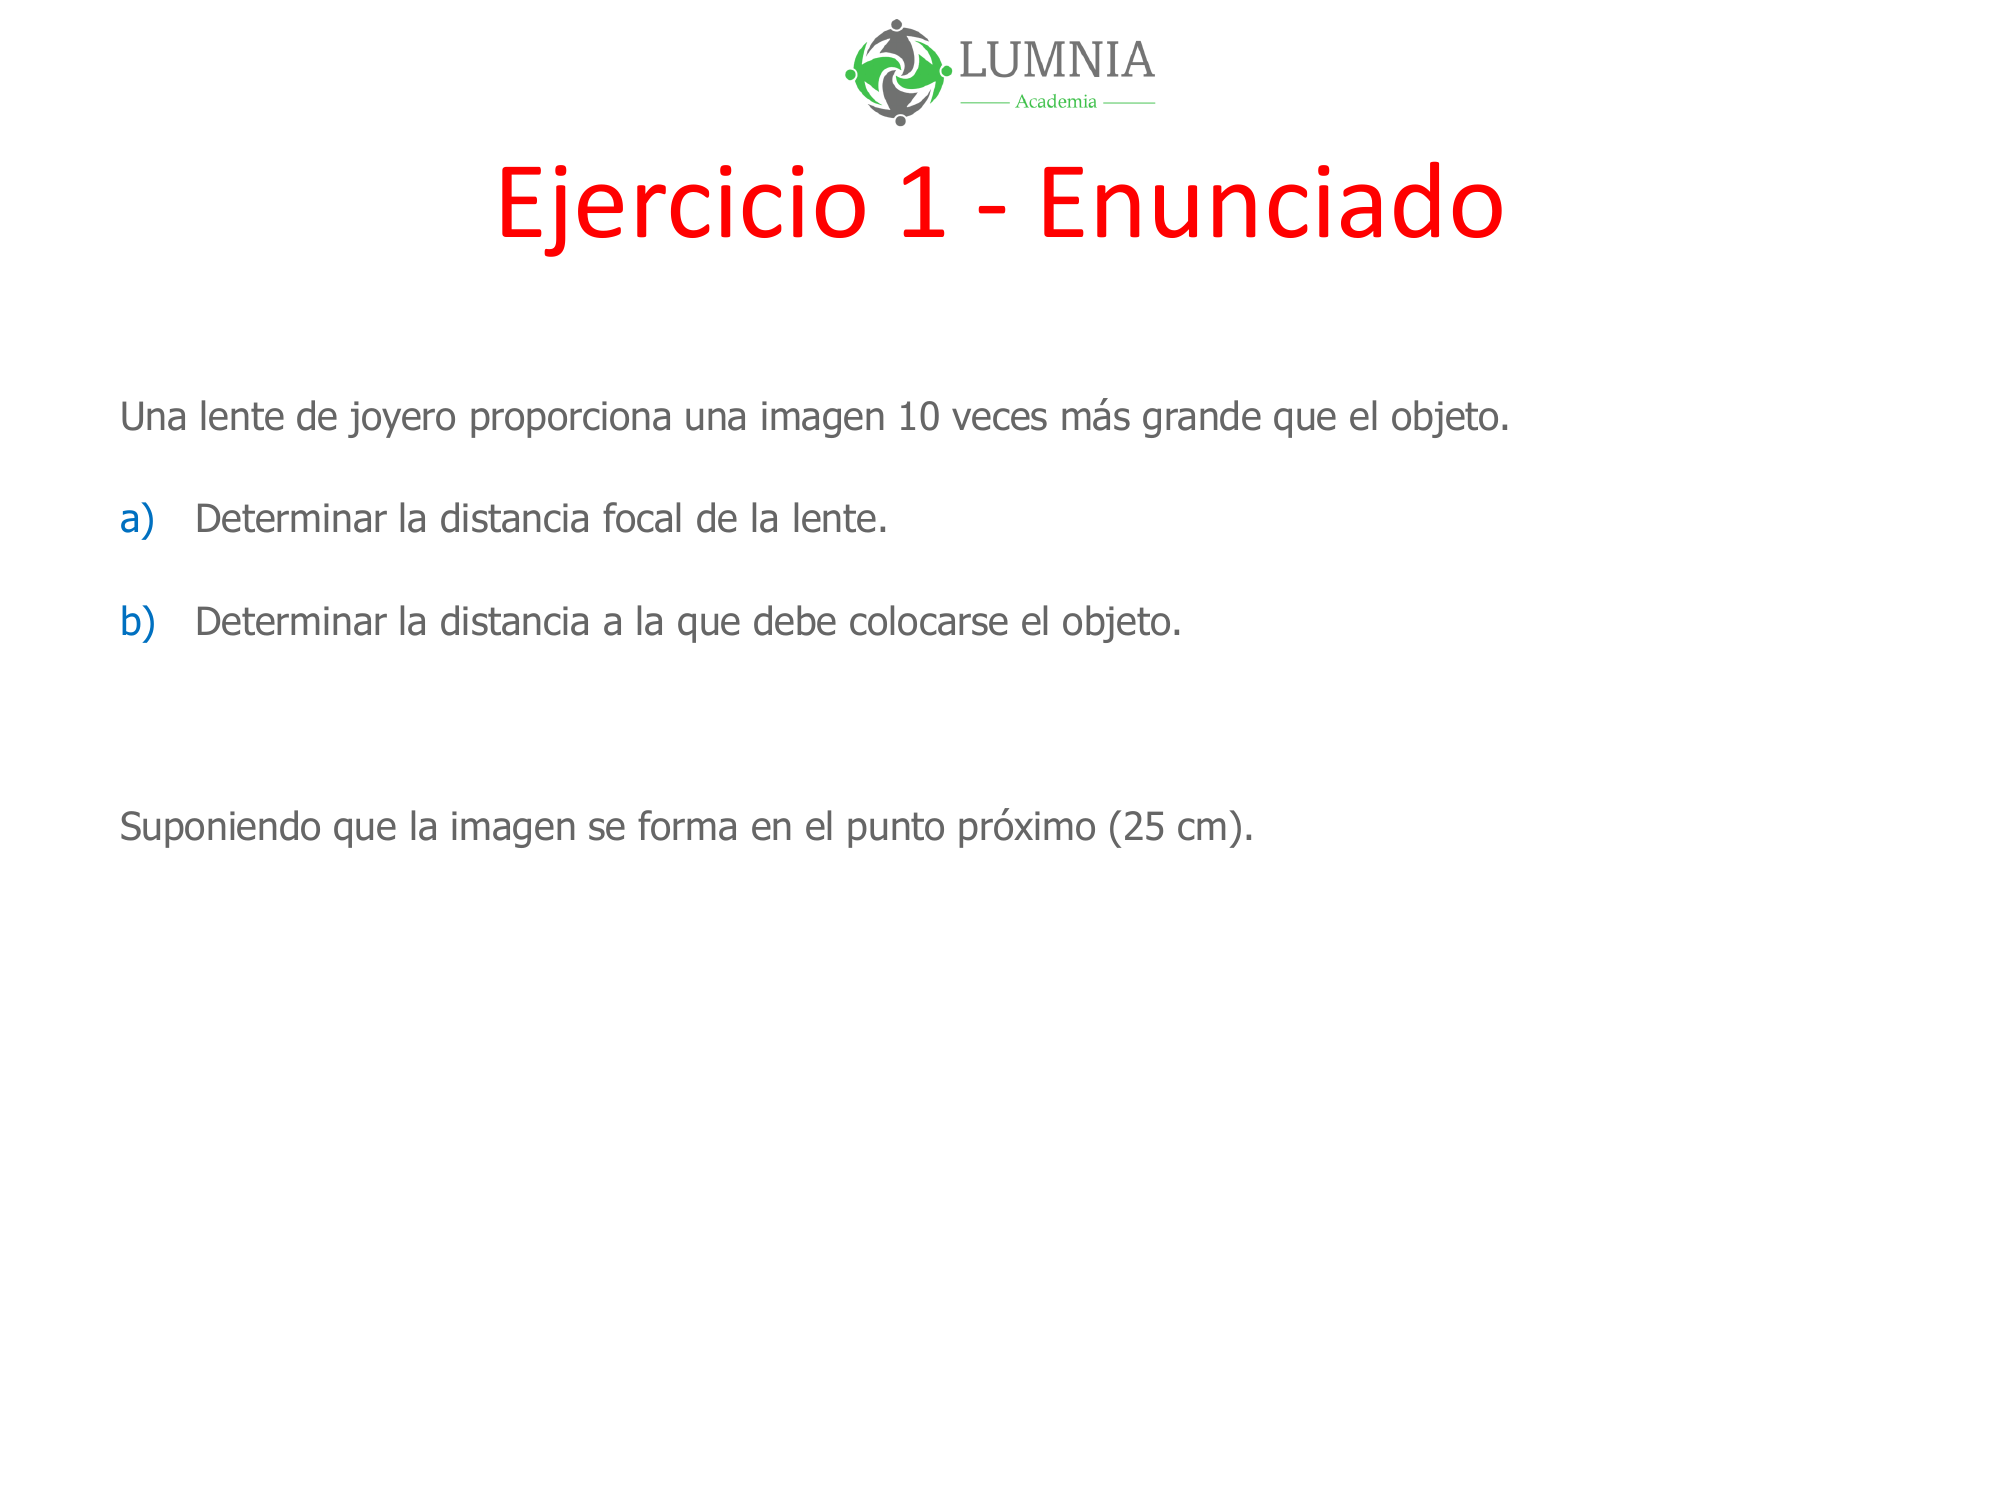 LUMNIA
Academia
Ejercicio 1 - Enunciado
Una lente de joyero proporciona una imagen 10 veces más grande que el objeto.
a) Determinar la distancia focal de la lente.
b) Determinar la distancia a la que debe colocarse el objeto.
Suponiendo que la imagen se forma en el punto próximo (25 cm).